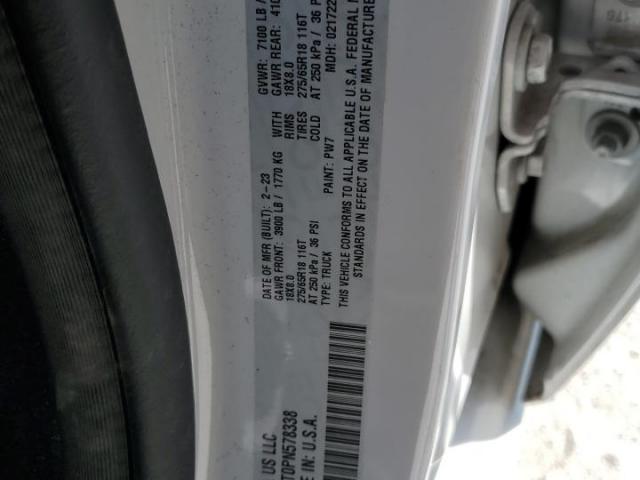 US LLC
T0PN578338
E IN: U.S.A.
DATE OF MFR (BUILT): 2-23
GVWR: 7100 LB /
GAWR FRONT: 3900 LB / 1770 KG WITH
GAWR REAR: 410
18X8.0 RIMS
18X8.0
275/65R18 116T TIRES
275/65R18 116T
AT 250 kPa / 36 PSI COLD
AT 250 kPa / 36 P
TYPE: TRUCK PAINT: PW7
MDH: 021722
THIS VEHICLE CONFORMS TO ALL APPLICABLE U.S.A. FEDERAL M
STANDARDS IN EFFECT ON THE DATE OF MANUFACTURE
176